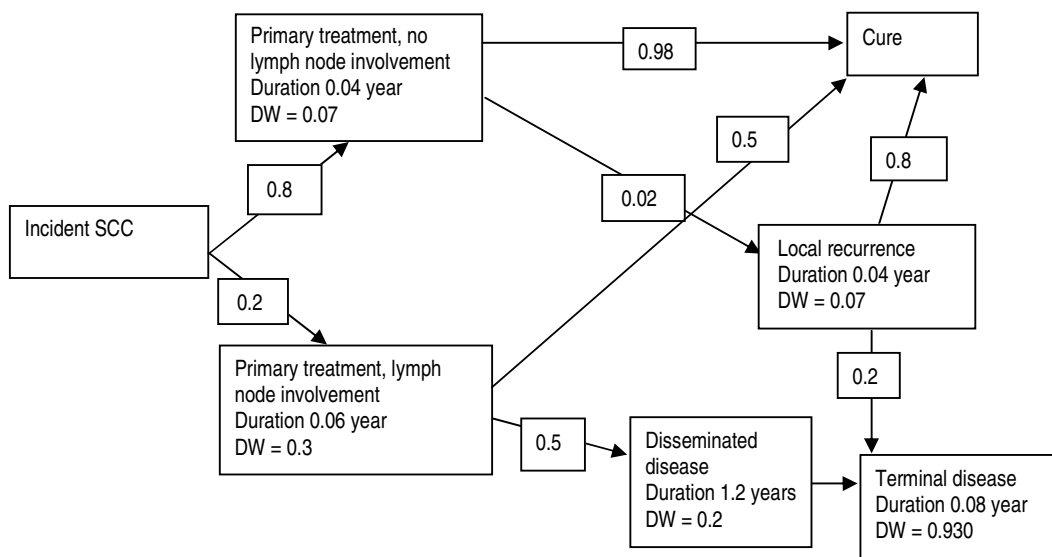 Primary treatment, no
lymph node involvement
Duration 0.04 year
DW = 0.07
0.98
Cure
0.5
0.8
0.8
0.02
Incident SCC
Local recurrence
Duration 0.04 year
DW = 0.07
0.2
Primary treatment, lymph
node involvement
Duration 0.06 year
DW = 0.3
0.2
0.5
Disseminated
disease
Duration 1.2 years
DW = 0.2
Terminal disease
Duration 0.08 year
DW = 0.930